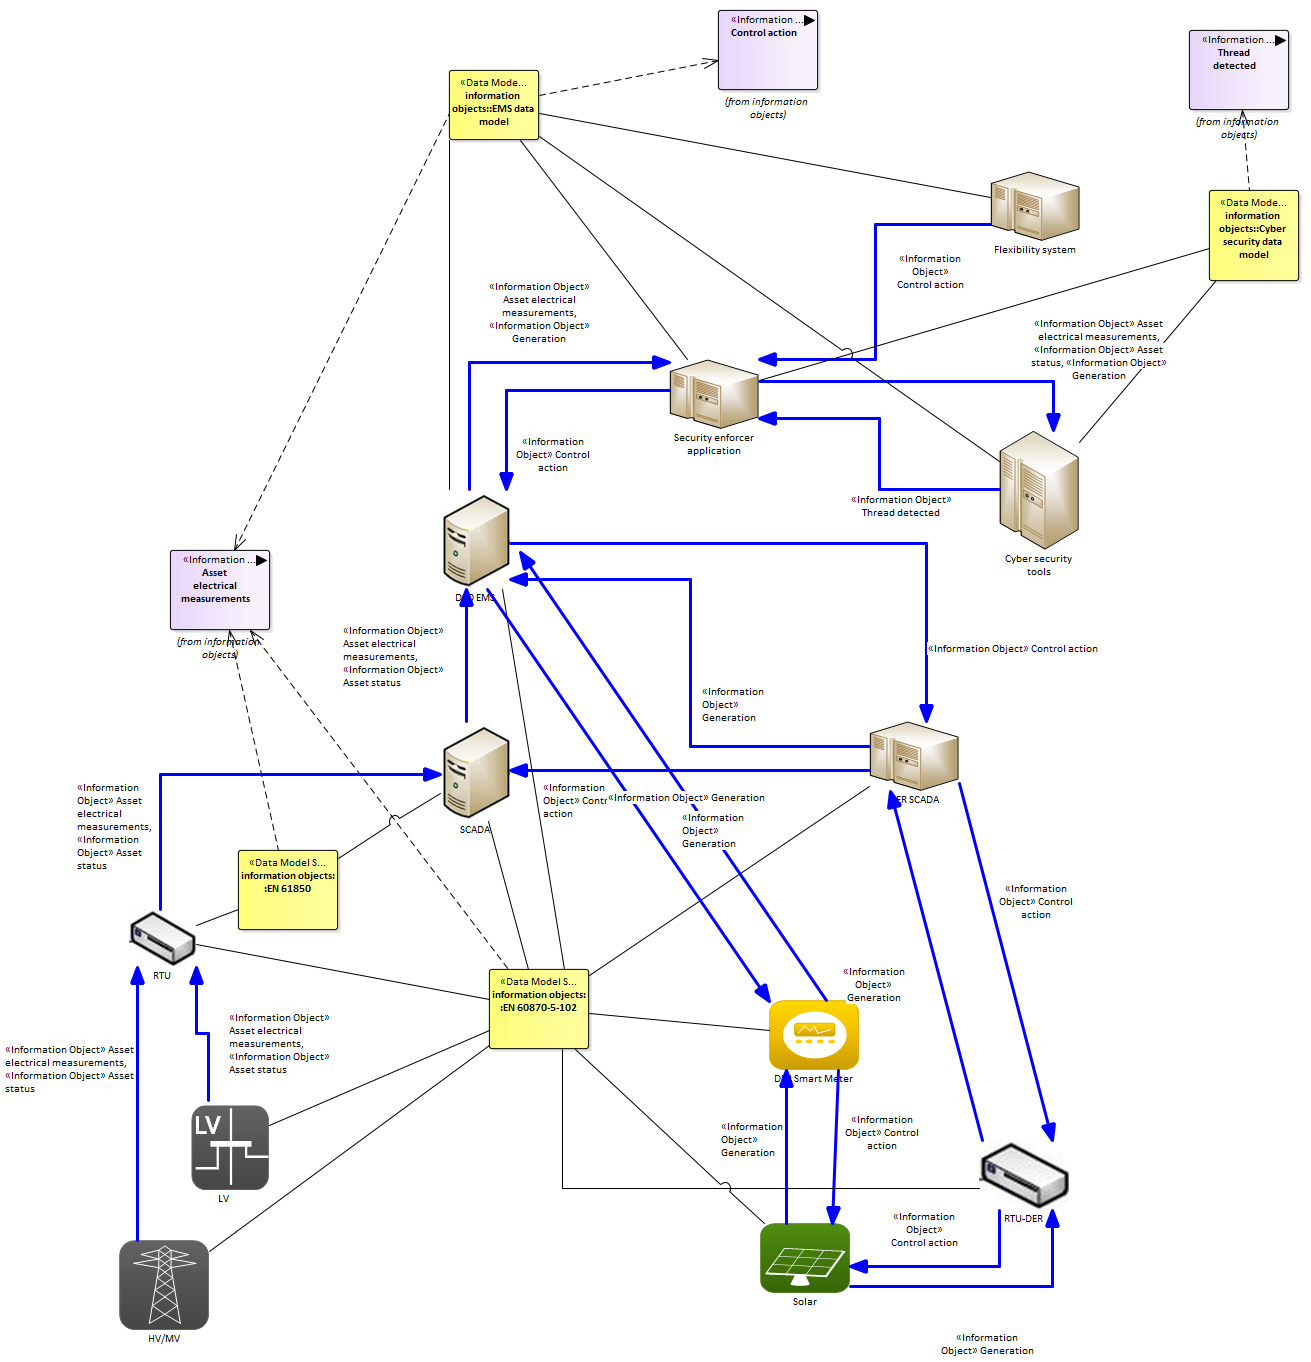 «Information ...
Control action
(from information
objects)
«Information ...
Thread
detected
(from information
objects)
«Data Mode...
information
objects::EMS data
model
«Data Mode...
information
objects::Cyber
security data
model
Flexibility system
«Information
Object»
Control action
«Information Object»
Asset electrical
measurements,
«Information Object»
Generation
«Information Object» Asset
electrical measurements,
«Information Object» Asset
status, «Information Object»
Generation
Security enforcer
application
«Information
Object» Control
action
«Information Object»
Thread detected
Cyber security
tools
«Information ...
Asset
electrical
measurements
(from information
objects)
EMS
«Information Object»
Asset electrical
measurements,
«Information Object»
Asset status
«Information Object» Control action
«Information
Object»
Generation
SCADA
ER SCADA
«Information
Object»
action
«Information Object» Generation
«Information
Object»
Generation
«Information
Object» Asset
electrical
measurements,
«Information
Object» Asset
status
«Data Model S...
information objects:
:EN 61850
RTU
«Information
Object» Control
action
«Data Model S...
information objects:
:EN 60870-5-102
«Information
Object»
Generation
«Information Object»
Asset electrical
measurements,
«Information Object»
Asset status
«Information Object» Asset
electrical measurements,
«Information Object» Asset
status
Smart Meter
«Information
Object»
Generation
«Information
Object» Control
action
LV
LV
RTU-DER
«Information
Object»
Control action
Solar
HV/MV
«Information
Object» Generation